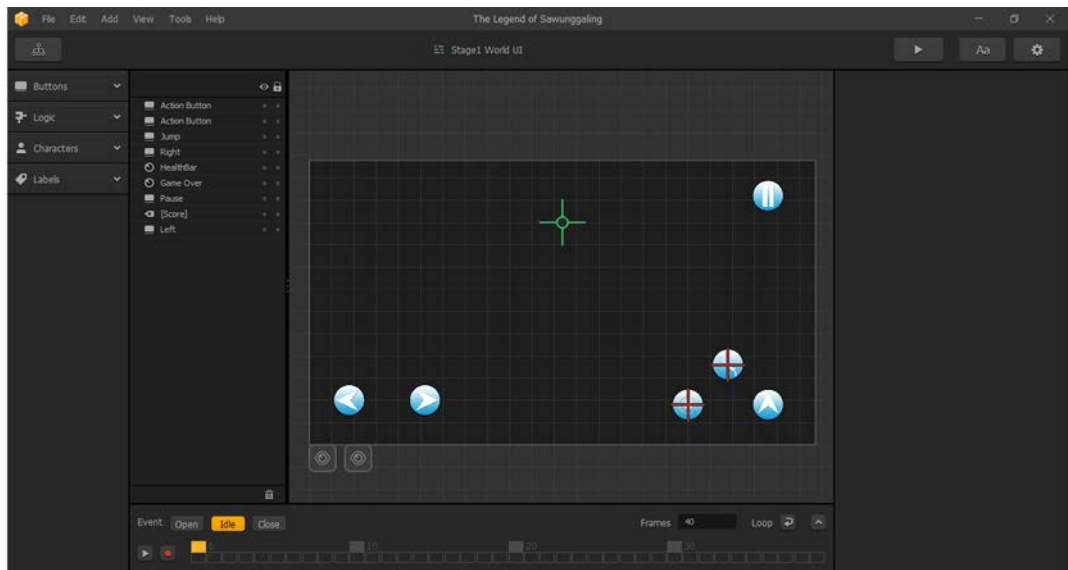 File Edit Add View Tools Help
The Legend of Sawunggaling
Stage1 World UI
Aa
Buttons
Logic
Characters
Labels
Action Button
Action Button
Jump
Right
HealthBar
Game Over
Pause
[Score]
Left
Event Open Idle Close
Frames 40 Loop
0 10 20 30